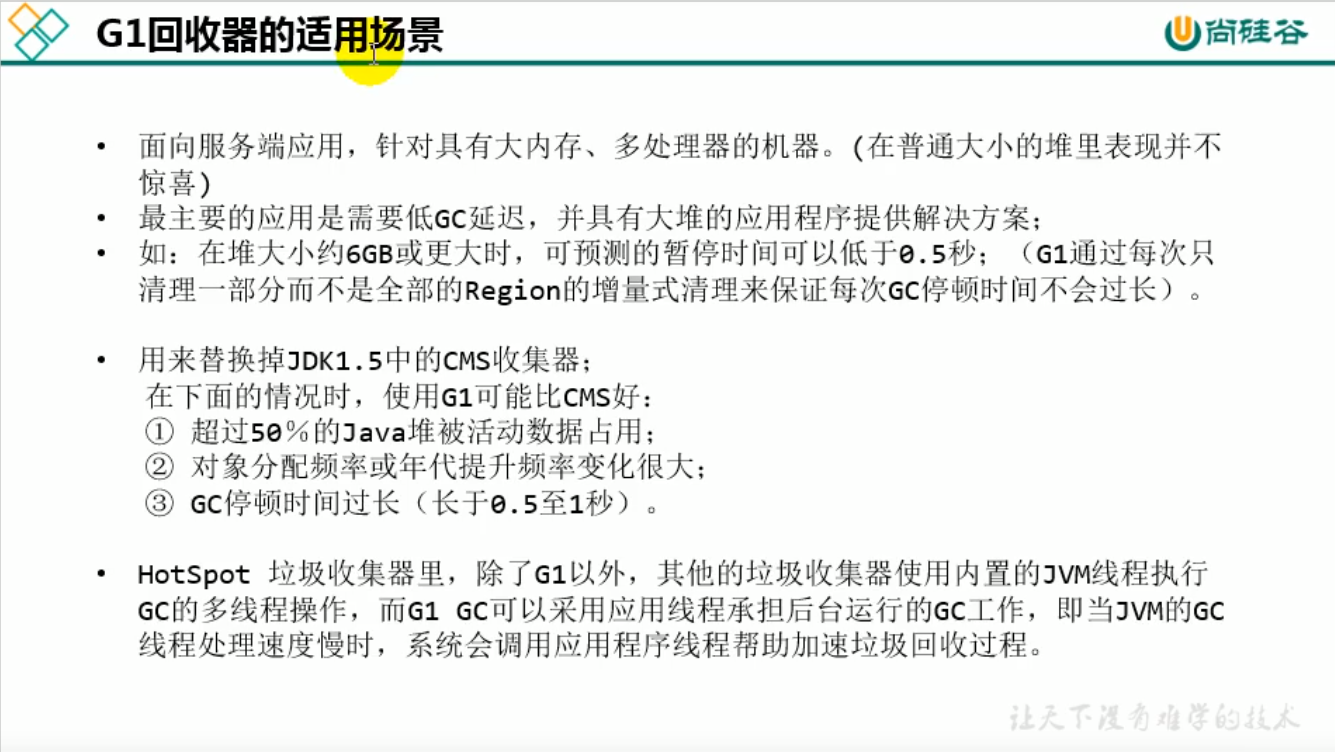 G1回收器的适用场景
尚硅谷
• 面向服务端应用，针对具有大内存、多处理器的机器。(在普通大小的堆里表现并不
惊喜)
• 最主要的应用是需要低GC延迟，并具有大堆的应用程序提供解决方案；
• 如：在堆大小约6GB或更大时，可预测的暂停时间可以低于0.5秒；（G1通过每次只
清理一部分而不是全部的Region的增量式清理来保证每次GC停顿时间不会过长）。
• 用来替换掉JDK1.5中的CMS收集器；
在下面的情况时，使用G1可能比CMS好：
① 超过50％的Java堆被活动数据占用；
② 对象分配频率或年代提升频率变化很大；
③ GC停顿时间过长（长于0.5至1秒）。
• HotSpot 垃圾收集器里，除了G1以外，其他的垃圾收集器使用内置的JVM线程执行
GC的多线程操作，而G1 GC可以采用应用线程承担后台运行的GC工作，即当JVM的GC
线程处理速度慢时，系统会调用应用程序线程帮助加速垃圾回收过程。
让天下没有难学的技术